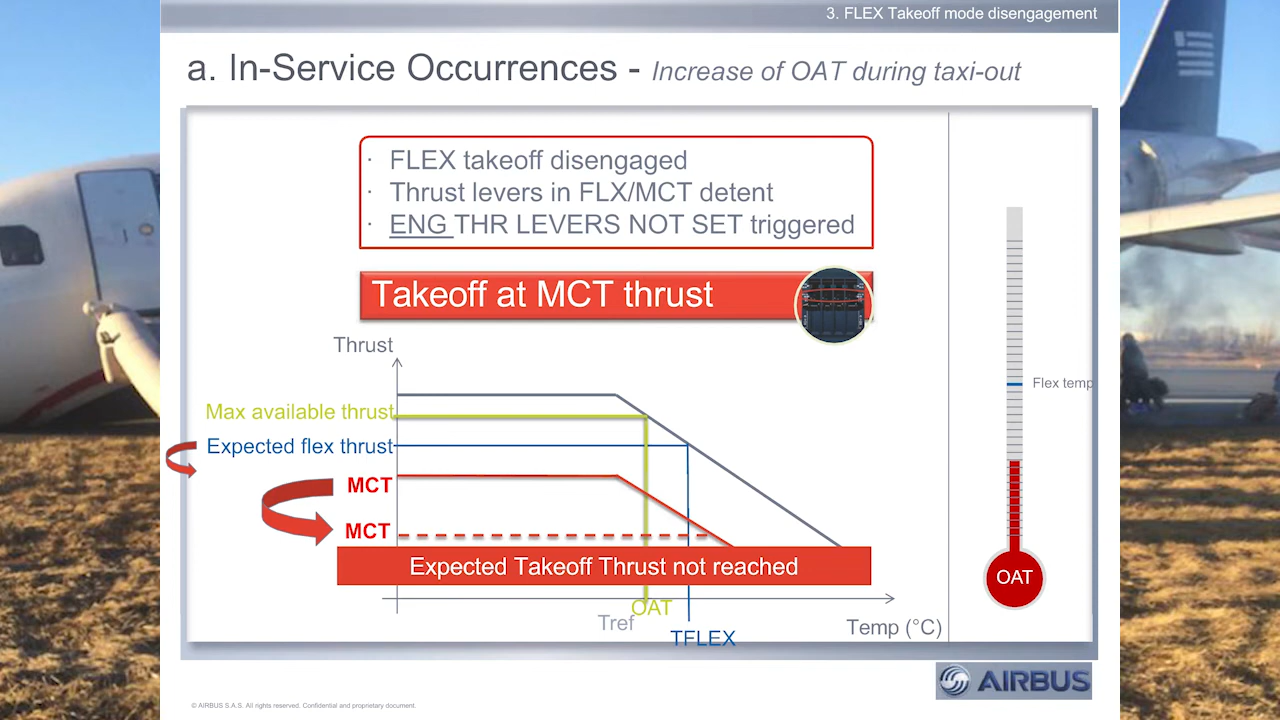 3. FLEX Takeoff mode disengagement
a. In-Service Occurrences - Increase of OAT during taxi-out
· FLEX takeoff disengaged
· Thrust levers in FLX/MCT detent
· ENG THR LEVERS NOT SET triggered
Takeoff at MCT thrust
Thrust
Max available thrust
Expected flex thrust
MCT
MCT
Expected Takeoff Thrust not reached
OAT
Tref
TFLEX
Temp (°C)
Flex temp
OAT
AIRBUS
© AIRBUS S.A.S. All rights reserved. Confidential and proprietary document.